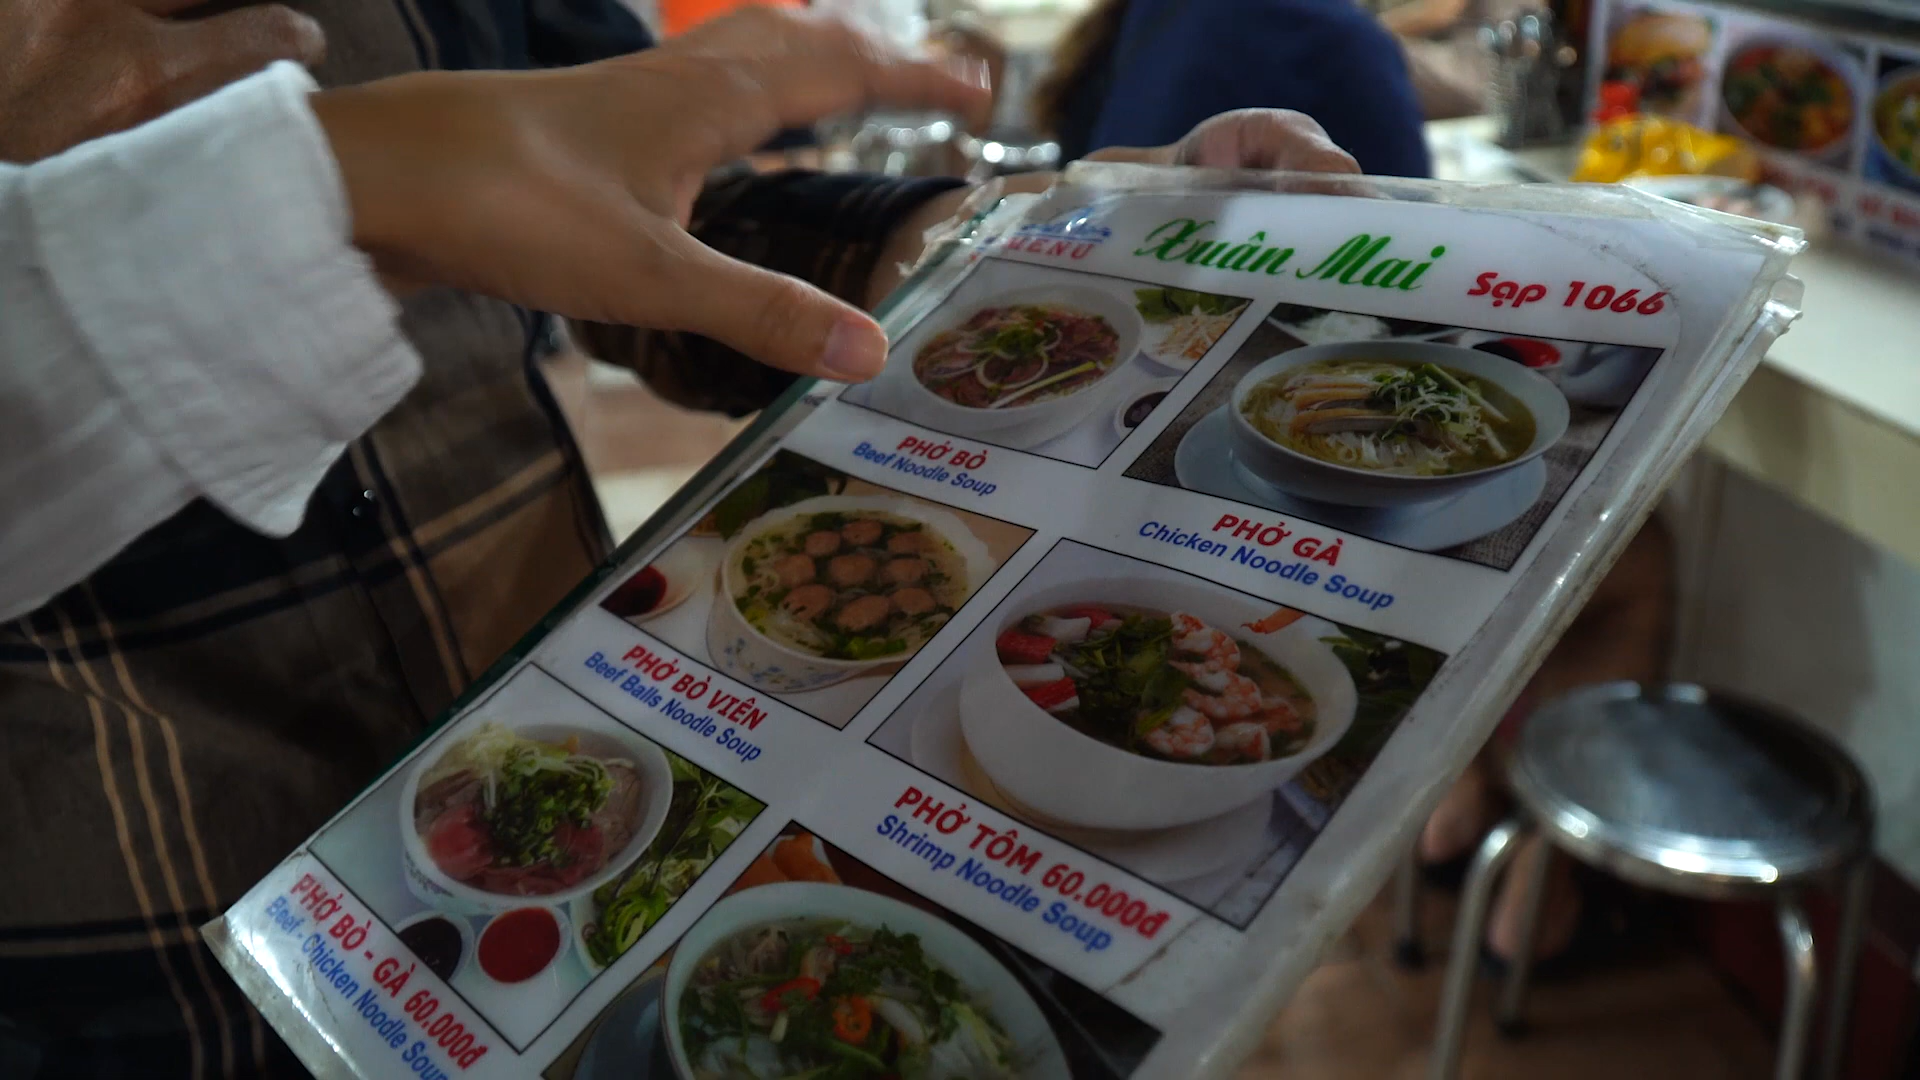 MENU
Xuân Mai
Sạp 1066
PHỞ BÒ
Beef Noodle Soup
PHỞ GÀ
Chicken Noodle Soup
PHỞ BÒ VIÊN
Beef Balls Noodle Soup
PHỞ TÔM 60.000đ
Shrimp Noodle Soup
PHỞ BÒ - GÀ 60.000đ
Beef - Chicken Noodle Soup